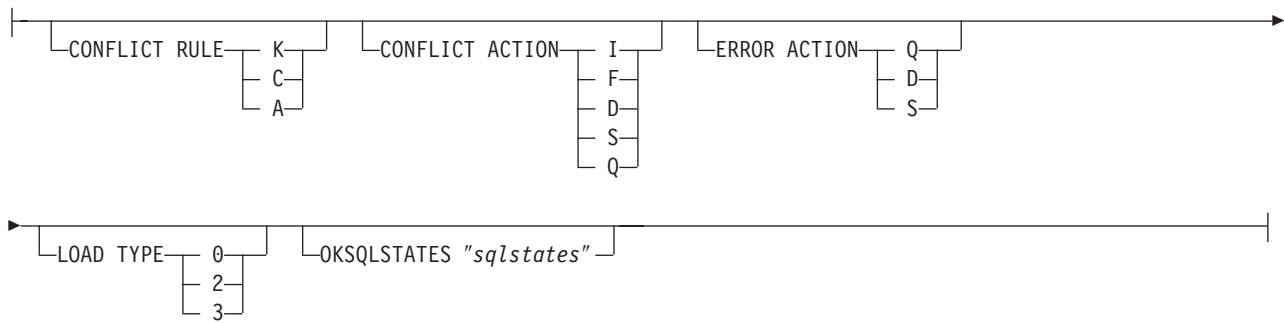 CONFLICT RULE K CONFLICT ACTION I ERROR ACTION Q
C F D
A D S
S
Q
LOAD TYPE 0 OKSQLSTATES "sqlstates"
2
3